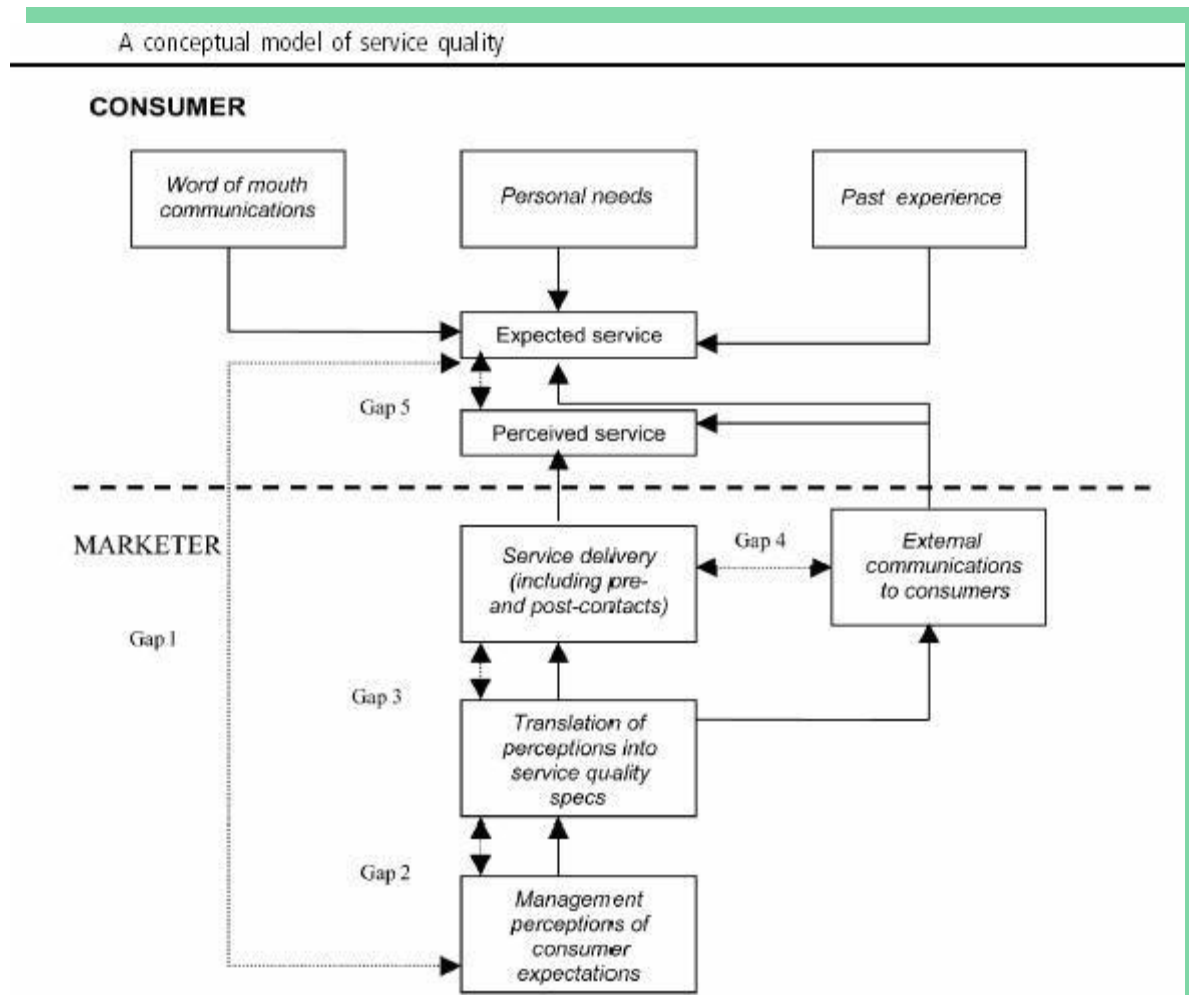 A conceptual model of service quality
CONSUMER
Word of mouth
communications
Personal needs
Past experience
Expected service
Gap 5
Perceived service
MARKETER
Service delivery
(including pre-
and post-contacts)
Gap 4
External
communications
to consumers
Gap 1
Gap 3
Translation of
perceptions into
service quality
specs
Gap 2
Management
perceptions of
consumer
expectations